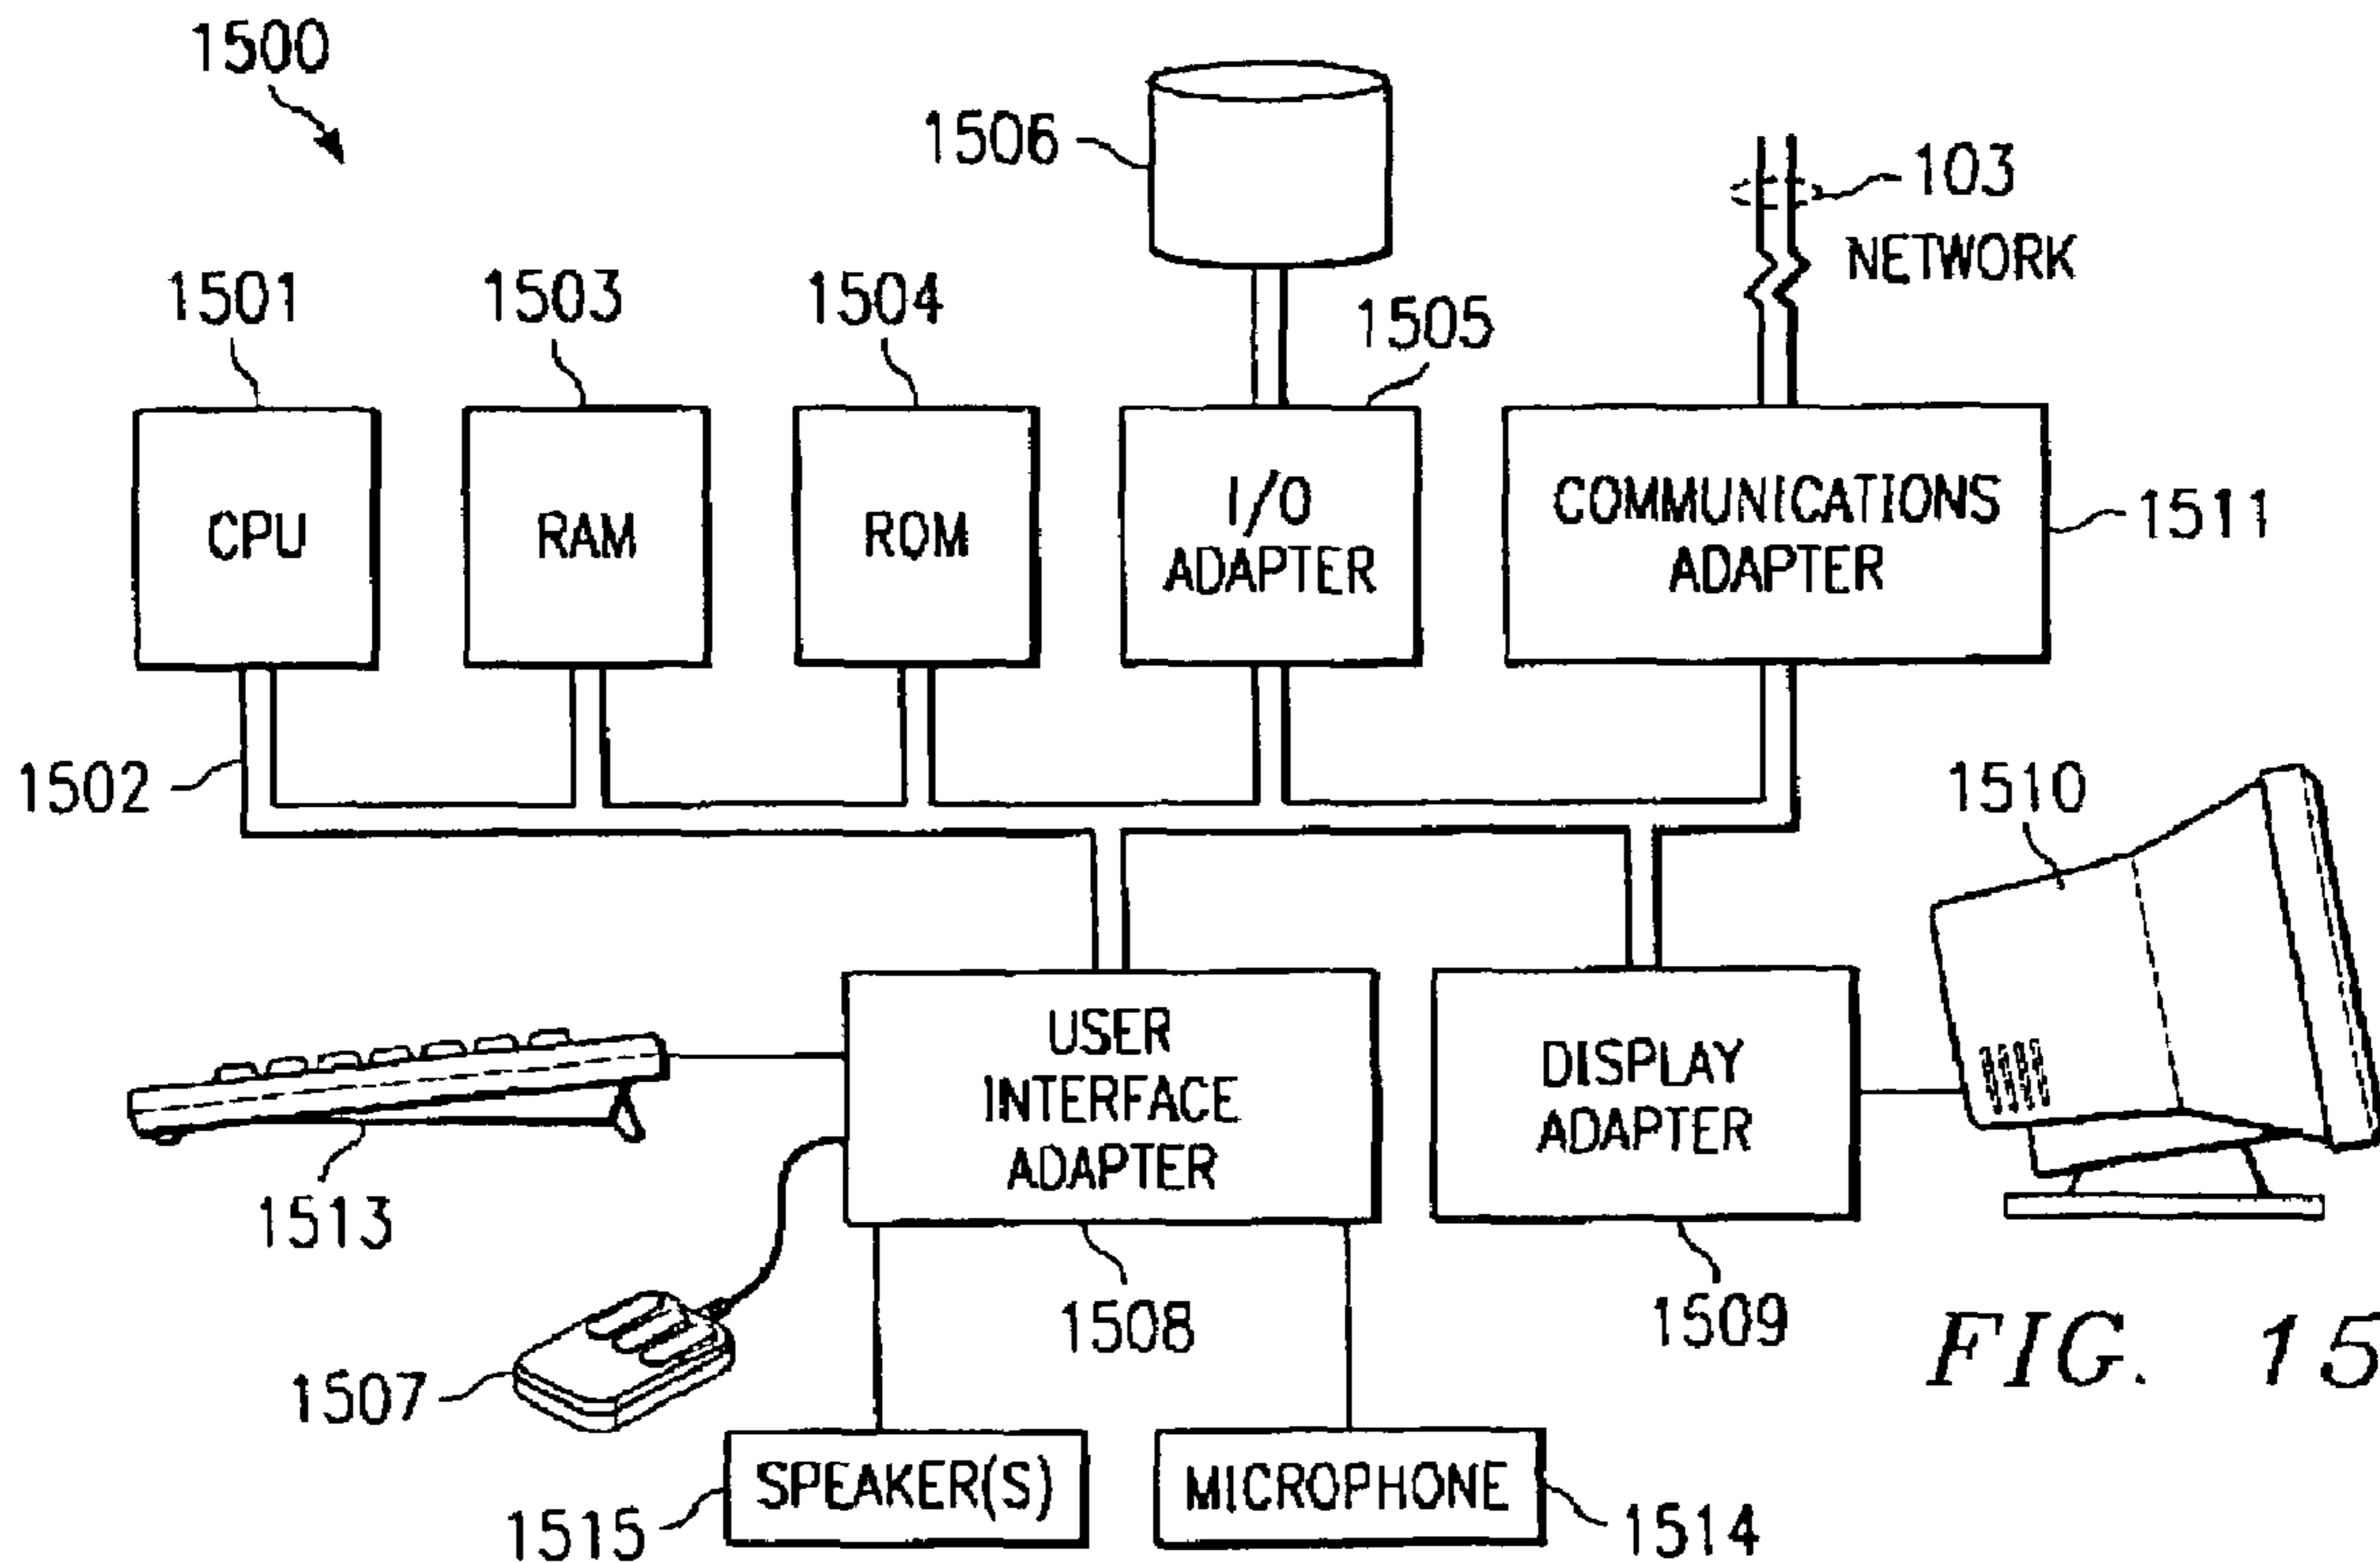 1500
1506
103
NETWORK
1501
1503
1504
1505
CPU
RAM
ROM
I/O
ADAPTER
COMMUNICATIONS
ADAPTER
1511
1502
1510
USER
INTERFACE
ADAPTER
DISPLAY
ADAPTER
1513
1508
1509
1507
FIG. 15
SPEAKER(S)
MICROPHONE
1515
1514